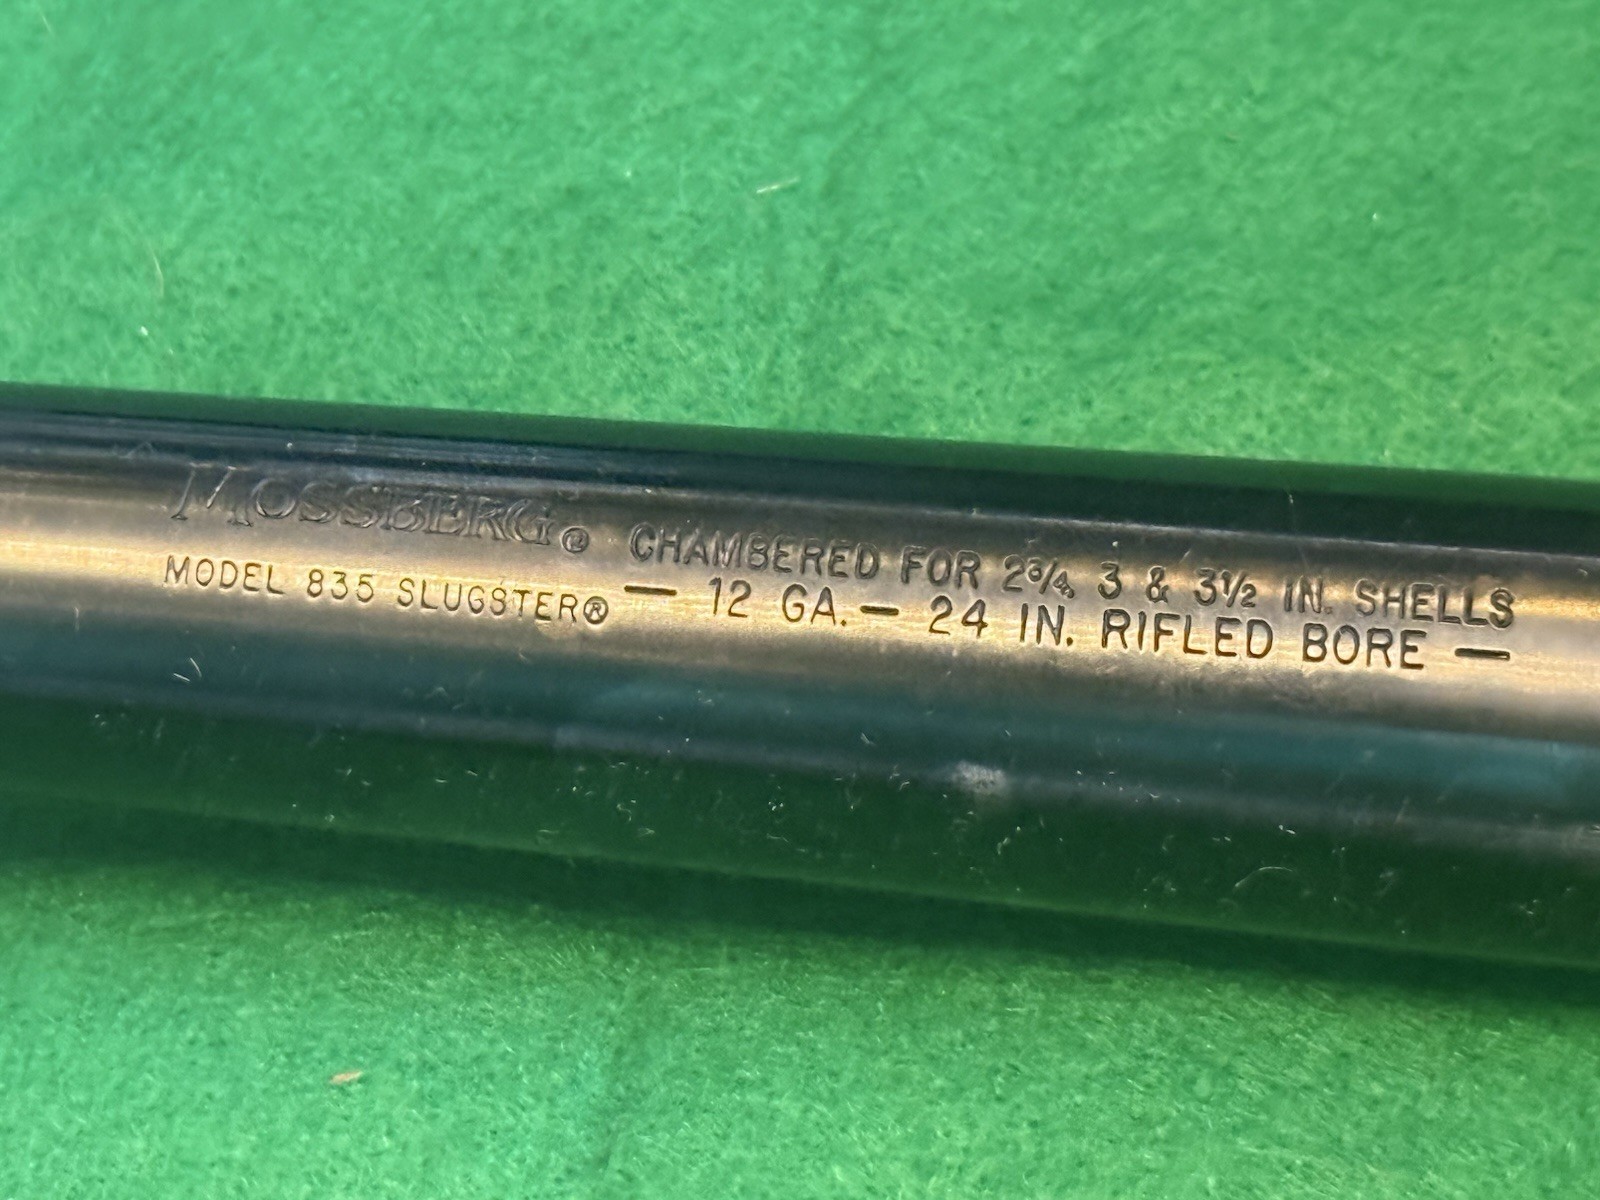 MOSSBERG® CHAMBERED FOR 2¾, 3 & 3½ IN. SHELLS
MODEL 835 SLUGSTER® — 12 GA. — 24 IN. RIFLED BORE —